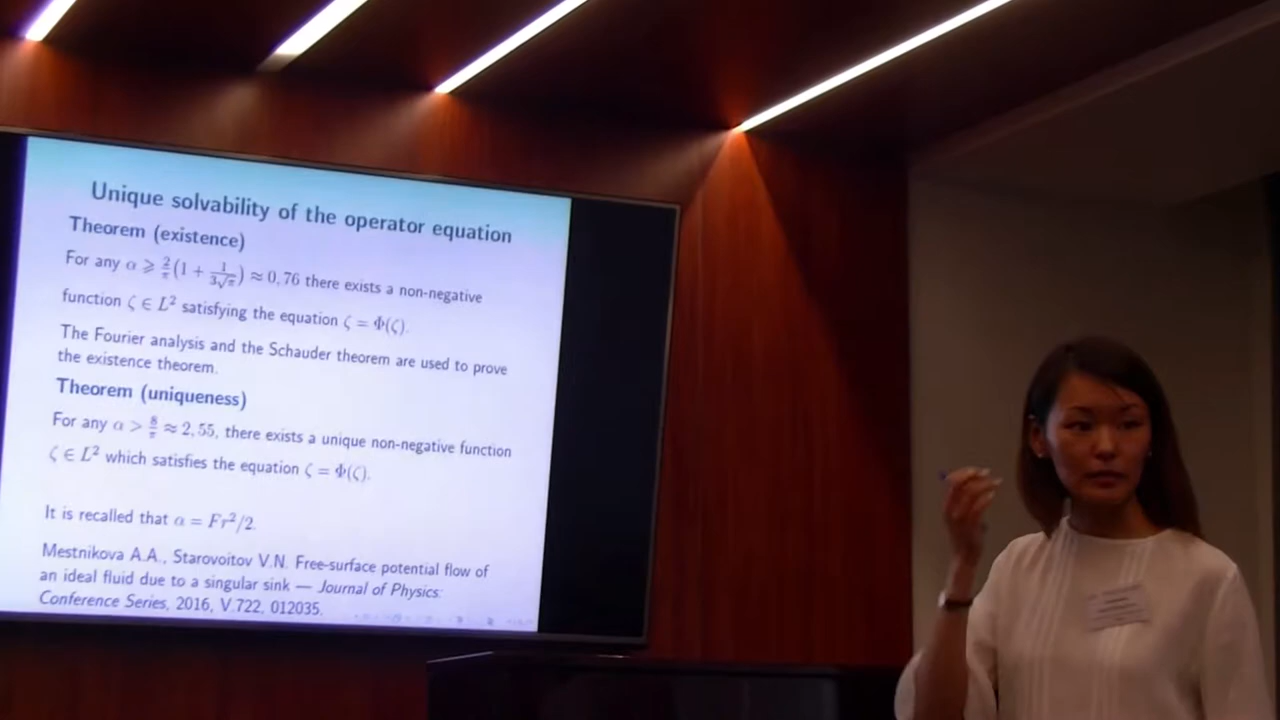 Unique solvability of the operator equation
Theorem (existence)
For any α ⩾ 2/π(1 + 1/(3√π)) ≈ 0,76 there exists a non-negative
function ζ ∈ L² satisfying the equation ζ = Φ(ζ).
The Fourier analysis and the Schauder theorem are used to prove
the existence theorem.
Theorem (uniqueness)
For any α > 8/π ≈ 2,55, there exists a unique non-negative function
ζ ∈ L² which satisfies the equation ζ = Φ(ζ).
It is recalled that α = Fr²/2.
Mestnikova A.A., Starovoitov V.N. Free-surface potential flow of
an ideal fluid due to a singular sink — Journal of Physics:
Conference Series, 2016, V.722, 012035.